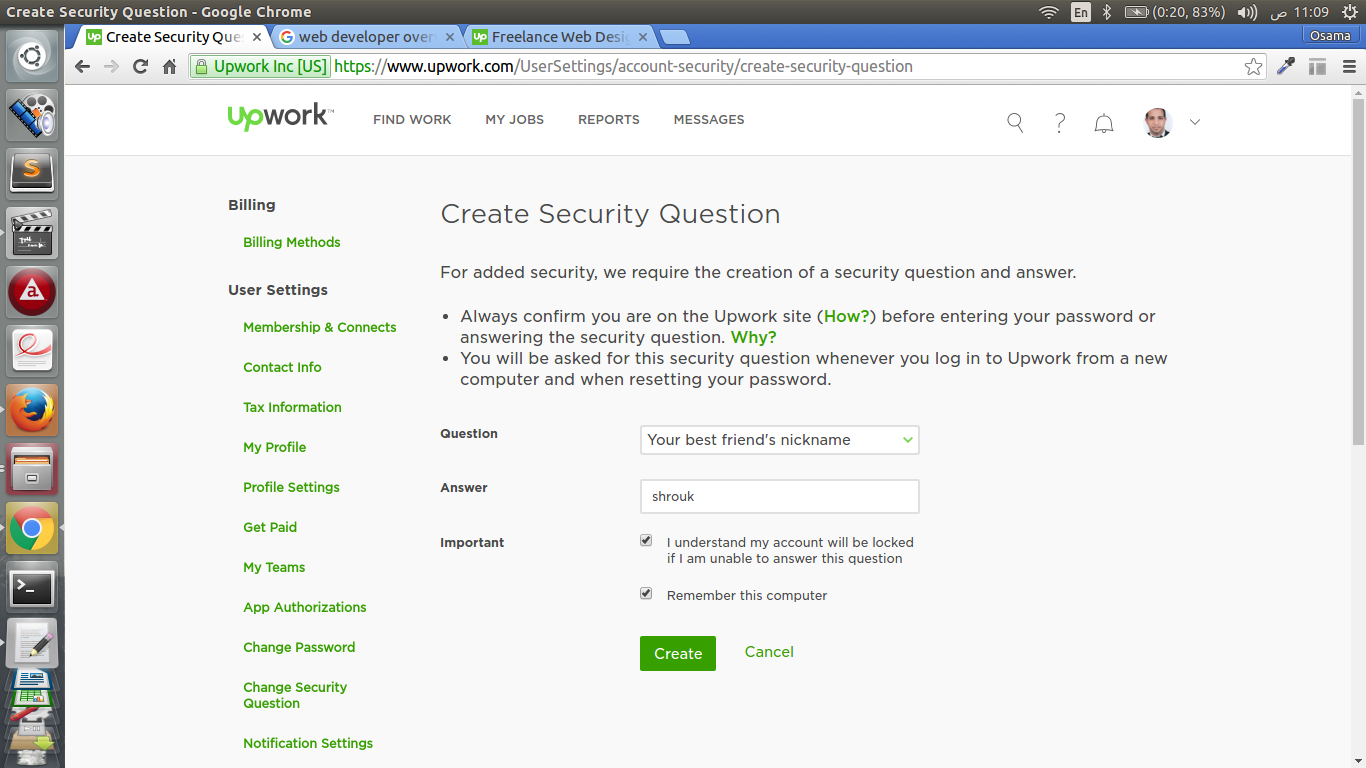 Create Security Question - Google Chrome
En
(0:20, 83%)
11:09 ص
Create Security Que
web developer over
Freelance Web Desi
Osama
Upwork Inc [US]
https://www.upwork.com/UserSettings/account-security/create-security-question
upwork™
FIND WORK
MY JOBS
REPORTS
MESSAGES
Billing
Billing Methods
User Settings
Membership & Connects
Contact Info
Tax Information
My Profile
Profile Settings
Get Paid
My Teams
App Authorizations
Change Password
Change Security
Question
Notification Settings
Create Security Question
For added security, we require the creation of a security question and answer.
• Always confirm you are on the Upwork site (How?) before entering your password or
answering the security question. Why?
• You will be asked for this security question whenever you log in to Upwork from a new
computer and when resetting your password.
Question
Your best friend's nickname
Answer
shrouk
Important
I understand my account will be locked
if I am unable to answer this question
Remember this computer
Create
Cancel